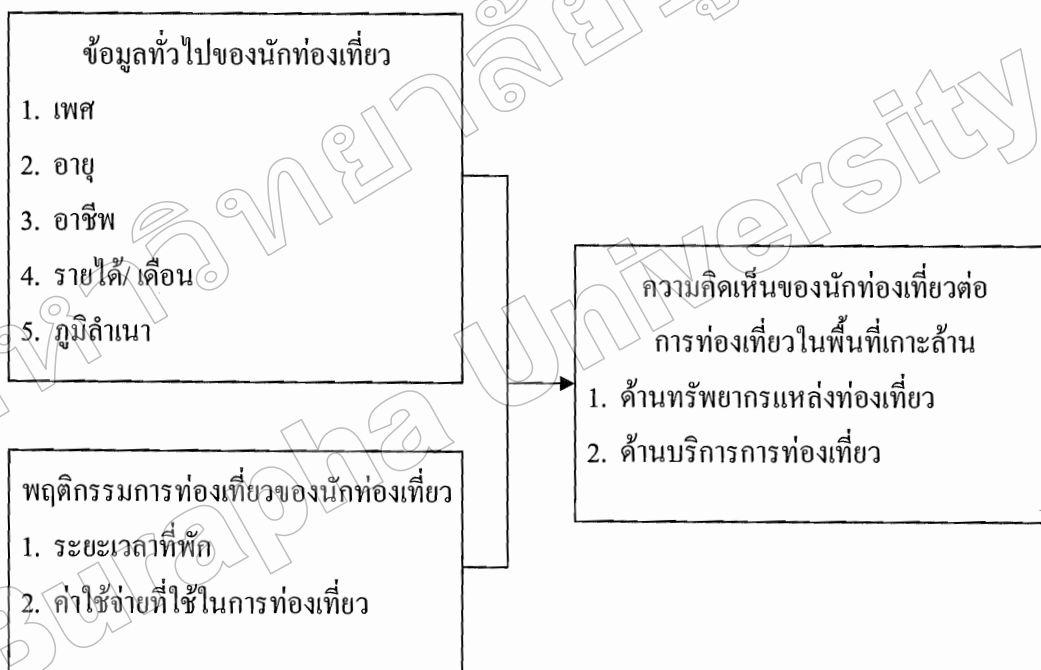 ข้อมูลทั่วไปของนักท่องเที่ยว
1. เพศ
2. อายุ
3. อาชีพ
4. รายได้/ เดือน
5. ภูมิลำเนา
พฤติกรรมการท่องเที่ยวของนักท่องเที่ยว
1. ระยะเวลาที่พัก
2. ค่าใช้จ่ายที่ใช้ในการท่องเที่ยว
ความคิดเห็นของนักท่องเที่ยวต่อ
การท่องเที่ยวในพื้นที่เกาะล้าน
1. ด้านทรัพยากรแหล่งท่องเที่ยว
2. ด้านบริการการท่องเที่ยว
Burapha University